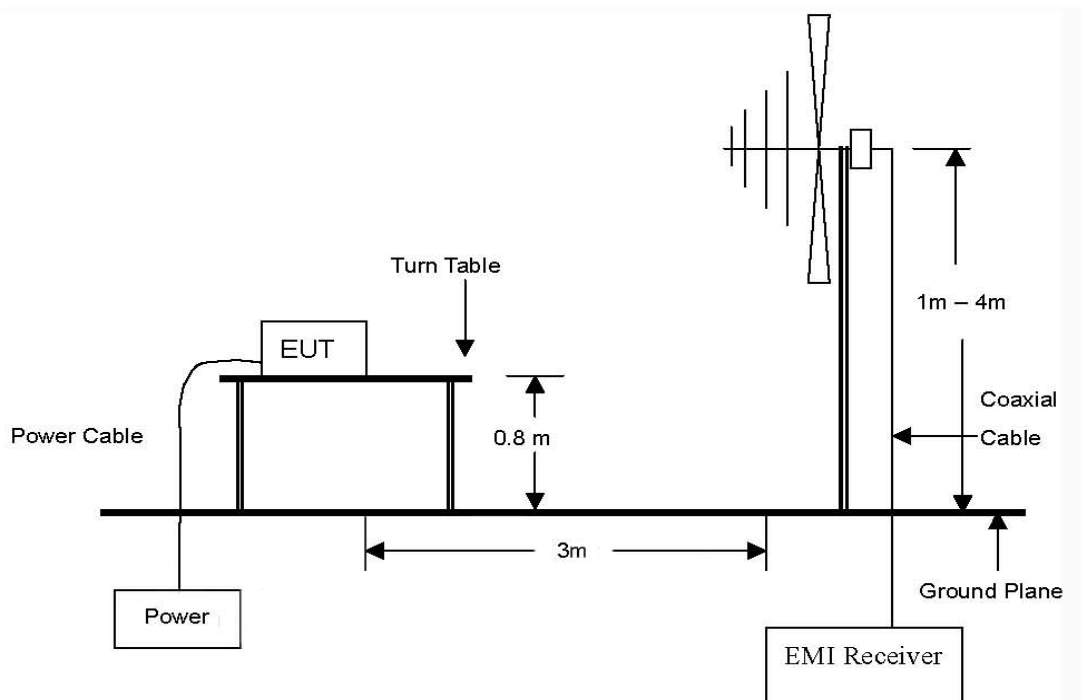 Turn Table
EUT
1m – 4m
Coaxial
Cable
Power Cable
0.8 m
3m
Ground Plane
Power
EMI Receiver